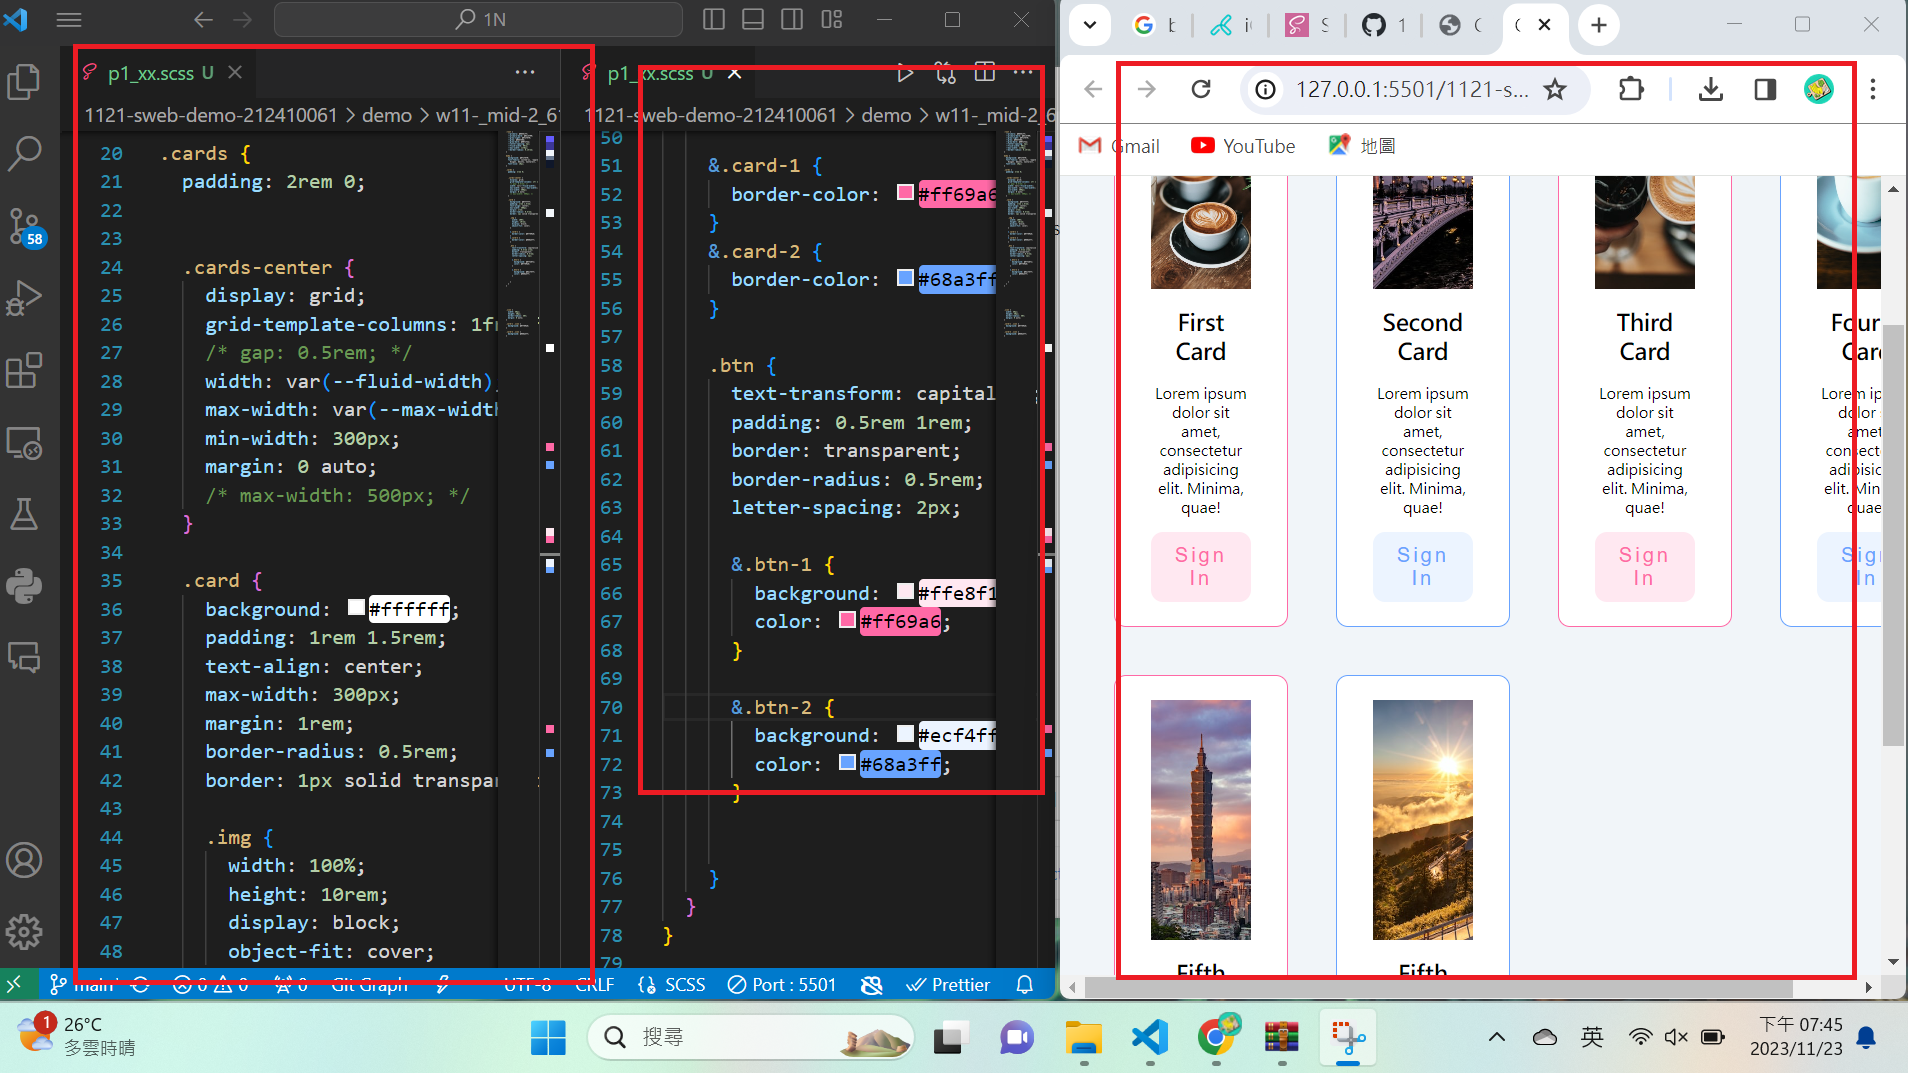 1N
p1_xx.scss U
1121-sweb-demo-212410061 > demo > w11-_mid-2_6
20 .cards {
21 padding: 2rem 0;
22
23
24 .cards-center {
25 display: grid;
26 grid-template-columns: 1fr
27 /* gap: 0.5rem; */
28 width: var(--fluid-width)
29 max-width: var(--max-widt
30 min-width: 300px;
31 margin: 0 auto;
32 /* max-width: 500px; */
33 }
34
35 .card {
36 background: #ffffff;
37 padding: 1rem 1.5rem;
38 text-align: center;
39 max-width: 300px;
40 margin: 1rem;
41 border-radius: 0.5rem;
42 border: 1px solid transpa
43
44 .img {
45 width: 100%;
46 height: 10rem;
47 display: block;
48 object-fit: cover;
p1_xx.scss U
1121-sweb-demo-212410061 > demo > w11-_mid-2_6
50
51 &.card-1 {
52 border-color: #ff69a6
53 }
54 &.card-2 {
55 border-color: #68a3ff
56 }
57
58 .btn {
59 text-transform: capital
60 padding: 0.5rem 1rem;
61 border: transparent;
62 border-radius: 0.5rem;
63 letter-spacing: 2px;
64
65 &.btn-1 {
66 background: #ffe8f1
67 color: #ff69a6;
68 }
69
70 &.btn-2 {
71 background: #ecf4ff
72 color: #68a3ff;
73 }
74
75
76 }
77 }
78 }
79
58
main 0 0 0 Git Graph UTF-8 CRLF SCSS Port : 5501 Prettier
127.0.0.1:5501/1121-s...
Gmail YouTube 地圖
First
Card
Lorem ipsum
dolor sit
amet,
consectetur
adipisicing
elit. Minima,
quae!
Sign
In
Second
Card
Lorem ipsum
dolor sit
amet,
consectetur
adipisicing
elit. Minima,
quae!
Sign
In
Third
Card
Lorem ipsum
dolor sit
amet,
consectetur
adipisicing
elit. Minima,
quae!
Sign
In
Four
Card
Lorem ip
dolor s
amet
consect
adipisic
elit. Min
quae
Sign
In
Fifth
Fifth
1
26°C
多雲時晴
搜尋
英
下午 07:45
2023/11/23